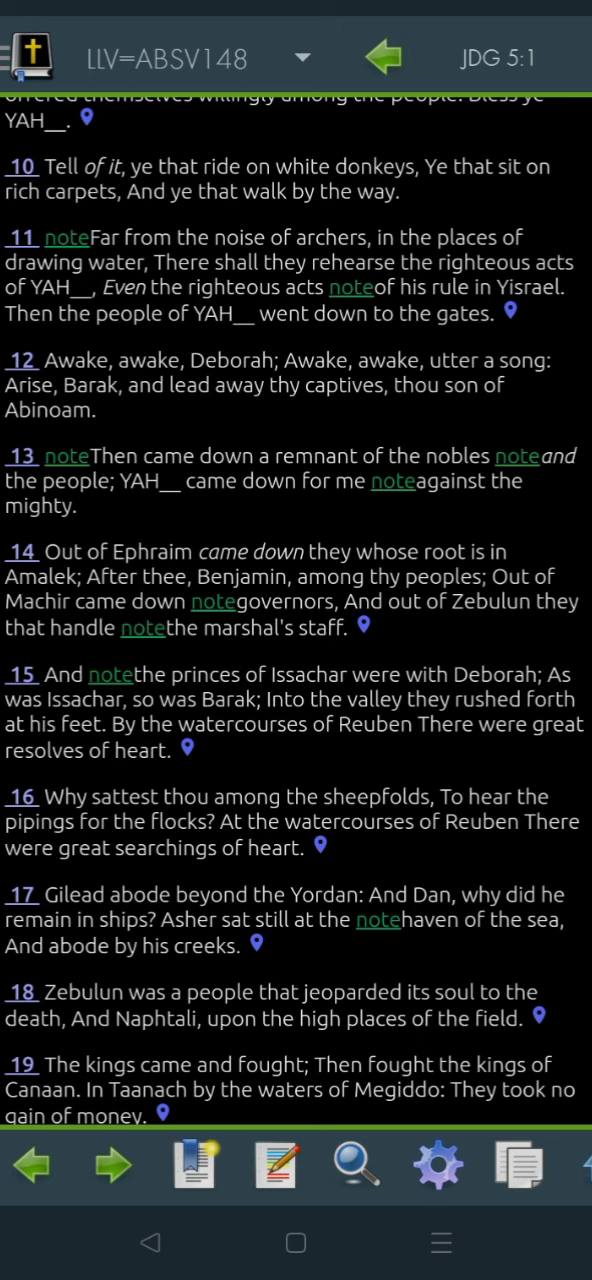 LLV=ABSV148
JDG 5:1
offered themselves willingly among the people: Bless ye
YAH__.
10 Tell of it, ye that ride on white donkeys, Ye that sit on
rich carpets, And ye that walk by the way.
11 noteFar from the noise of archers, in the places of
drawing water, There shall they rehearse the righteous acts
of YAH__, Even the righteous acts noteof his rule in Yisrael.
Then the people of YAH__ went down to the gates.
12 Awake, awake, Deborah; Awake, awake, utter a song:
Arise, Barak, and lead away thy captives, thou son of
Abinoam.
13 noteThen came down a remnant of the nobles noteand
the people; YAH__ came down for me noteagainst the
mighty.
14 Out of Ephraim came down they whose root is in
Amalek; After thee, Benjamin, among thy peoples; Out of
Machir came down notegovernors, And out of Zebulun they
that handle notethe marshal's staff.
15 And notethe princes of Issachar were with Deborah; As
was Issachar, so was Barak; Into the valley they rushed forth
at his feet. By the watercourses of Reuben There were great
resolves of heart.
16 Why sattest thou among the sheepfolds, To hear the
pipings for the flocks? At the watercourses of Reuben There
were great searchings of heart.
17 Gilead abode beyond the Yordan: And Dan, why did he
remain in ships? Asher sat still at the notehaven of the sea,
And abode by his creeks.
18 Zebulun was a people that jeoparded its soul to the
death, And Naphtali, upon the high places of the field.
19 The kings came and fought; Then fought the kings of
Canaan. In Taanach by the waters of Megiddo: They took no
gain of money.